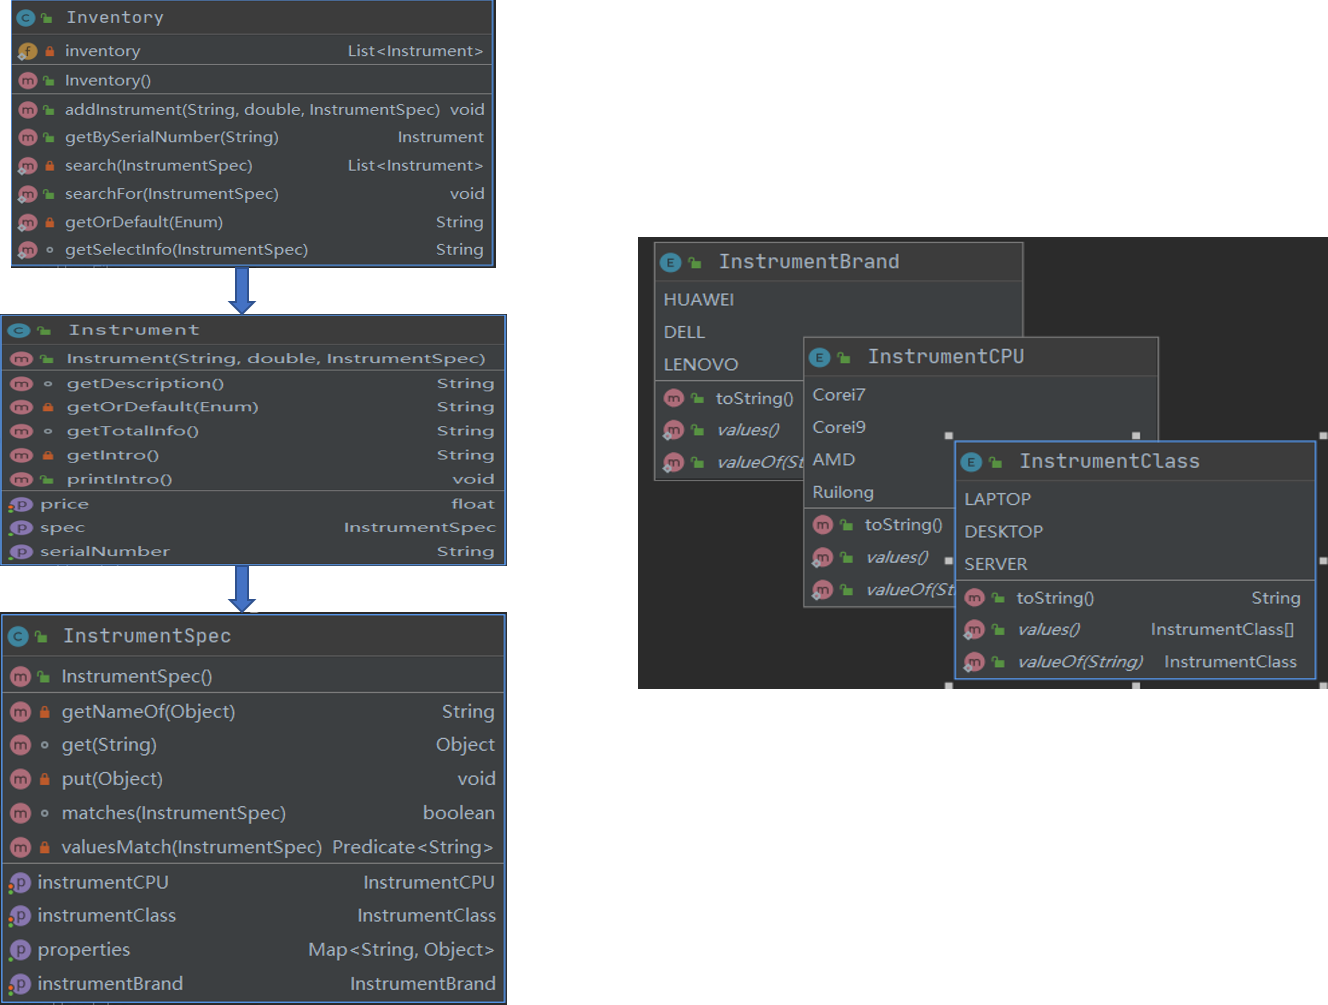 Inventory
inventory List<Instrument>
Inventory()
addInstrument(String, double, InstrumentSpec) void
getBySerialNumber(String) Instrument
search(InstrumentSpec) List<Instrument>
searchFor(InstrumentSpec) void
getOrDefault(Enum) String
getSelectInfo(InstrumentSpec) String
Instrument
Instrument(String, double, InstrumentSpec)
getDescription() String
getOrDefault(Enum) String
getTotalInfo() String
getIntro() String
printIntro() void
price float
spec InstrumentSpec
serialNumber String
InstrumentSpec
InstrumentSpec()
getNameOf(Object) String
get(String) Object
put(Object) void
matches(InstrumentSpec) boolean
valuesMatch(InstrumentSpec) Predicate<String>
instrumentCPU InstrumentCPU
instrumentClass InstrumentClass
properties Map<String, Object>
instrumentBrand InstrumentBrand
InstrumentBrand
HUAWEI
DELL
LENOVO
toString()
values()
valueOf(St
InstrumentCPU
Corei7
Corei9
AMD
Ruilong
toString()
values()
valueOf(St
InstrumentClass
LAPTOP
DESKTOP
SERVER
toString() String
values() InstrumentClass[]
valueOf(String) InstrumentClass